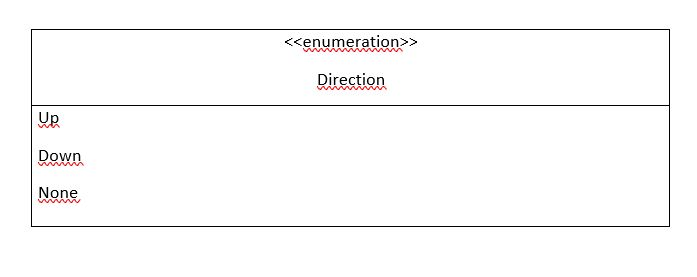 <<enumeration>>
Direction
Up
Down
None